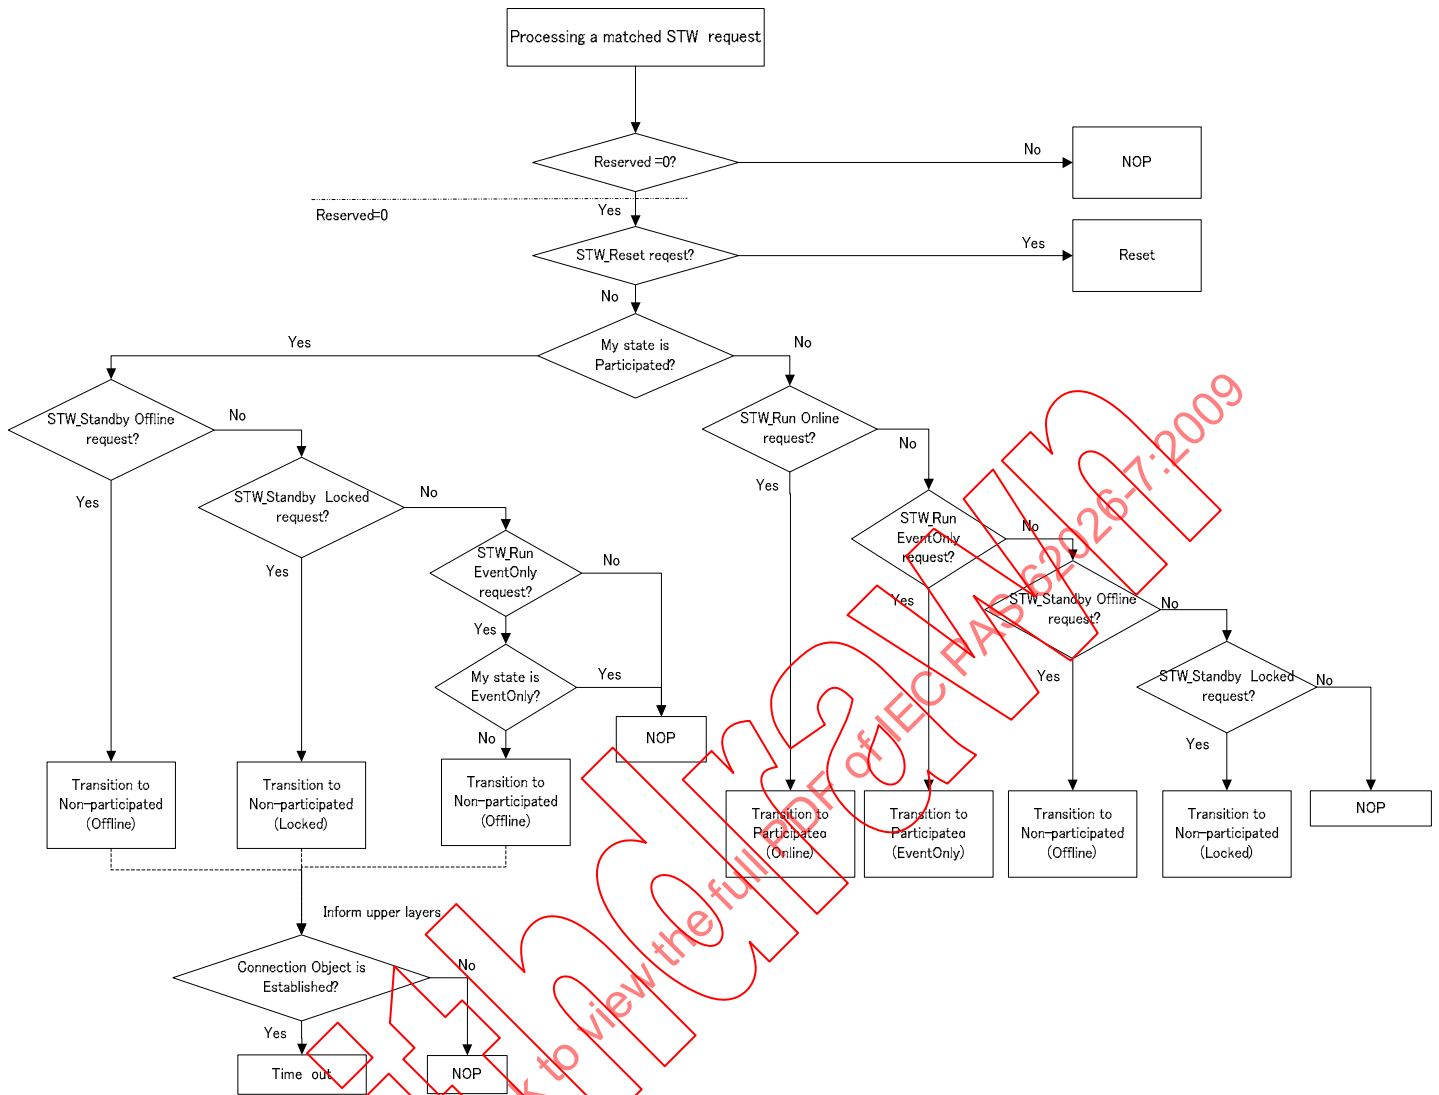 Processing a matched STW request
Reserved =0?
No
NOP
Reserved=0
Yes
STW_Reset reqest?
Yes
Reset
No
My state is
Participated?
Yes
No
STW_Standby Offline
request?
No
Yes
STW_Standby Locked
request?
No
Yes
STW_Run
EventOnly
request?
No
Yes
My state is
EventOnly?
Yes
No
NOP
STW_Run Online
request?
No
Yes
STW_Run
EventOnly
request?
No
Yes
STW_Standby Offline
request?
No
Yes
STW_Standby Locked
request?
No
Yes
Transition to
Non-participated
(Offline)
Transition to
Non-participated
(Locked)
Transition to
Non-participated
(Offline)
Transition to
Participated
(Online)
Transition to
Participated
(EventOnly)
Transition to
Non-participated
(Offline)
Transition to
Non-participated
(Locked)
NOP
Inform upper layers
Connection Object is
Established?
No
Yes
Time out
NOP
to view the full PDF of IEC PAS 62026-7:2009
thdrawn